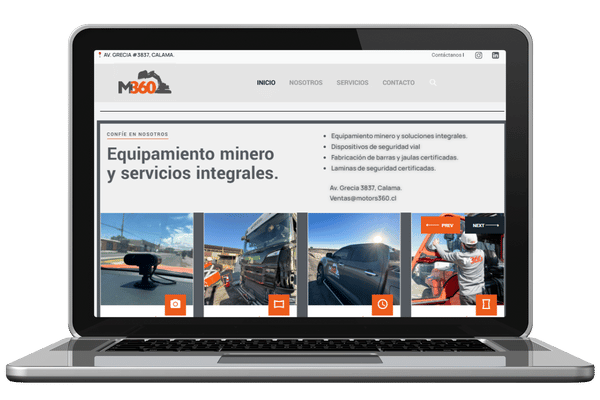 AV. GRECIA #3837, CALAMA.
Contáctanos !
M360
INICIO NOSOTROS SERVICIOS CONTACTO
CONFÍE EN NOSOTROS
Equipamiento minero
y servicios integrales.
Equipamiento minero y soluciones integrales.
Dispositivos de seguridad vial
Fabricación de barras y jaulas certificadas.
Laminas de seguridad certificadas.
Av. Grecia 3837, Calama.
Ventas@motors360.cl
PREV NEXT